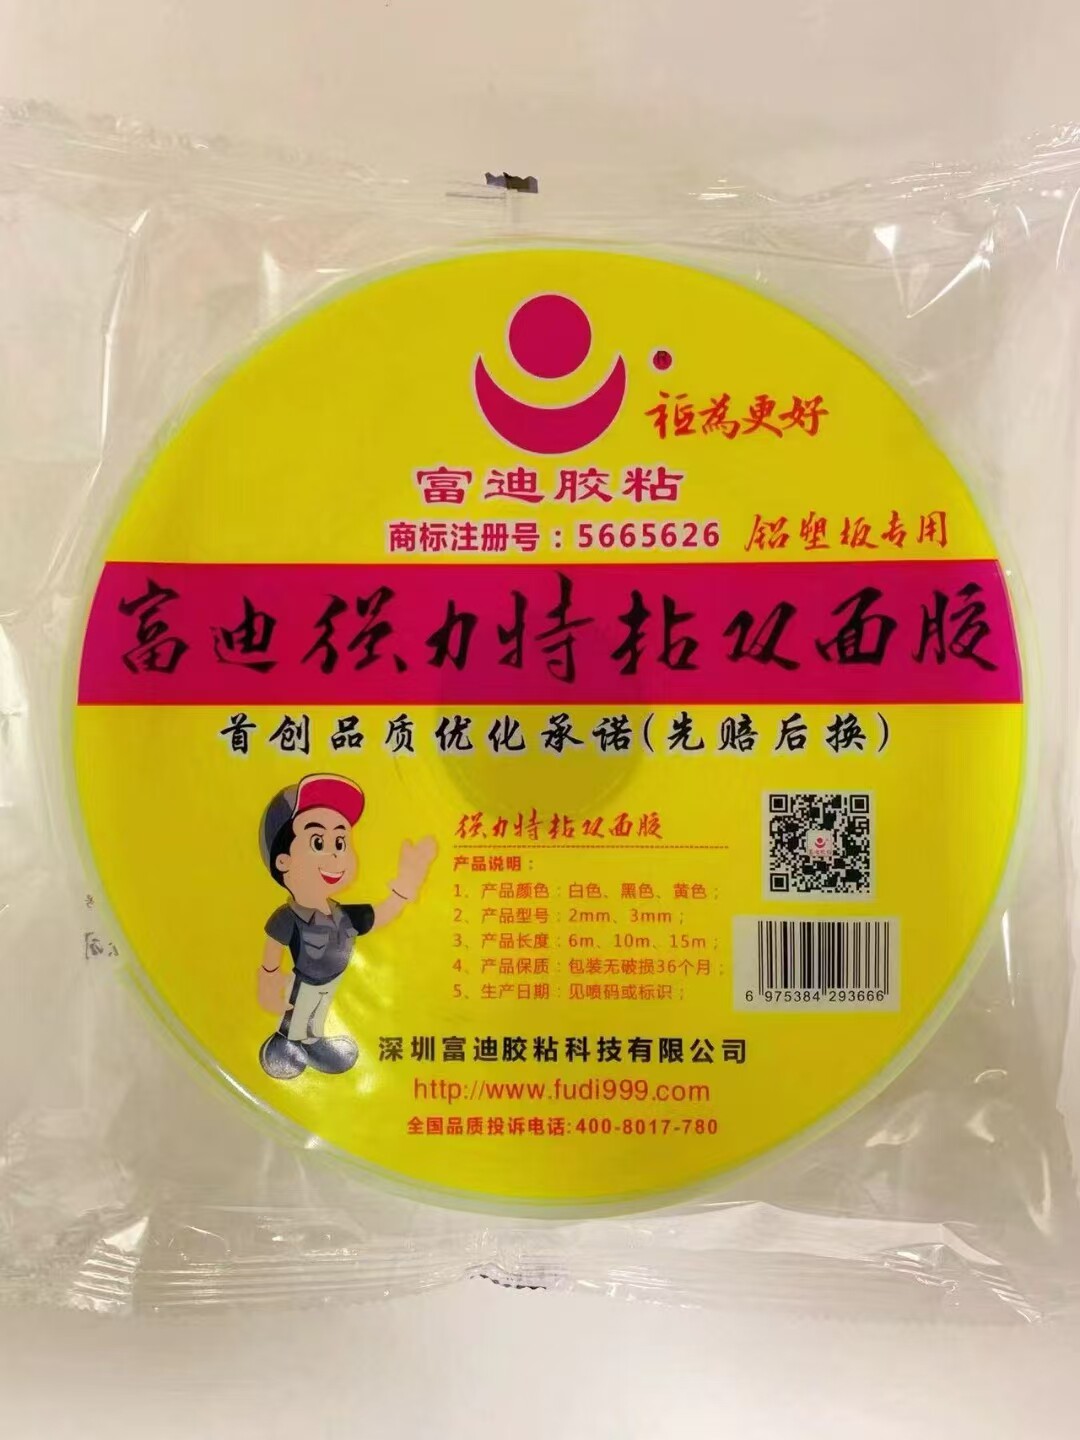 ®
祗為更好
富迪胶粘
商标注册号：5665626
铝塑板专用
富迪强力特粘双面胶
首创品质优化承诺(先赔后换)
强力特粘双面胶
产品说明：
1、产品颜色：白色、黑色、黄色；
2、产品型号：2mm、3mm；
3、产品长度：6m、10m、15m；
4、产品保质：包装无破损36个月；
5、生产日期：见喷码或标识；
6 975384 293666
深圳富迪胶粘科技有限公司
http://www.fudi999.com
全国品质投诉电话:400-8017-780